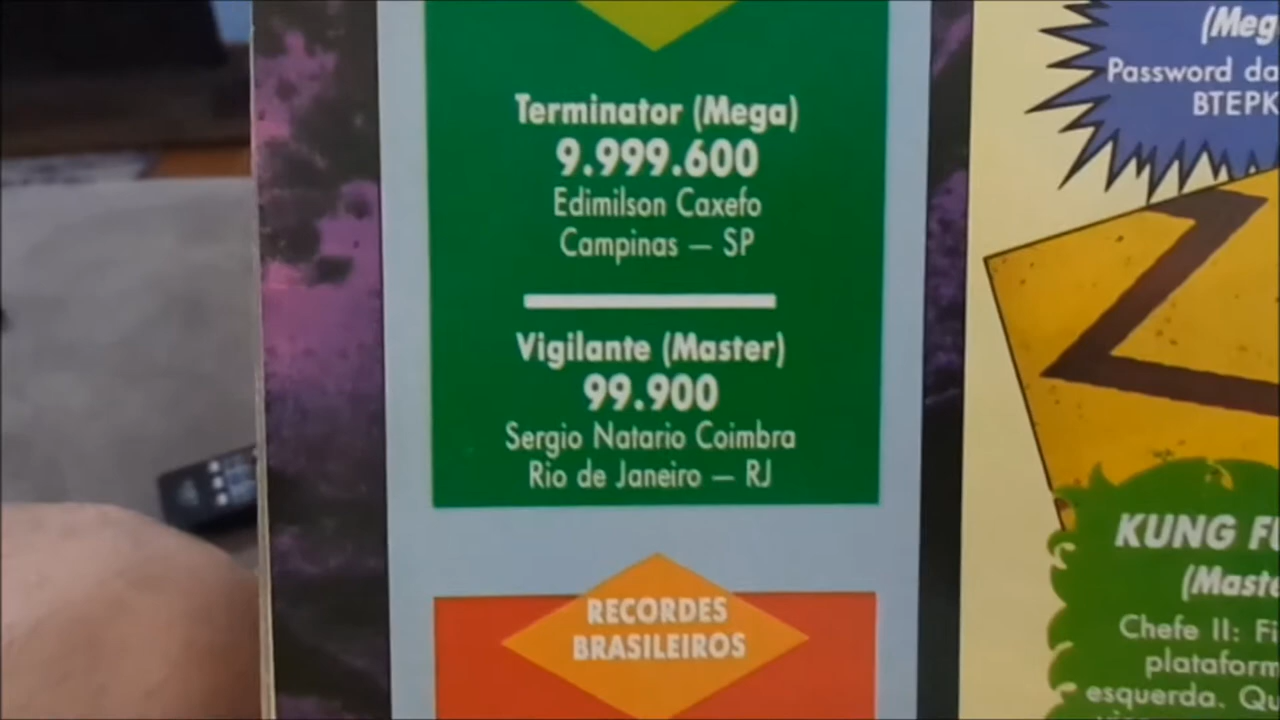 Terminator (Mega)
9.999.600
Edimilson Caxefo
Campinas — SP
Vigilante (Master)
99.900
Sergio Natario Coimbra
Rio de Janeiro — RJ
RECORDES
BRASILEIROS
(Meg
Password da
BTEPK
KUNG FU
(Maste
Chefe II: Fi
plataform
esquerda. Qu